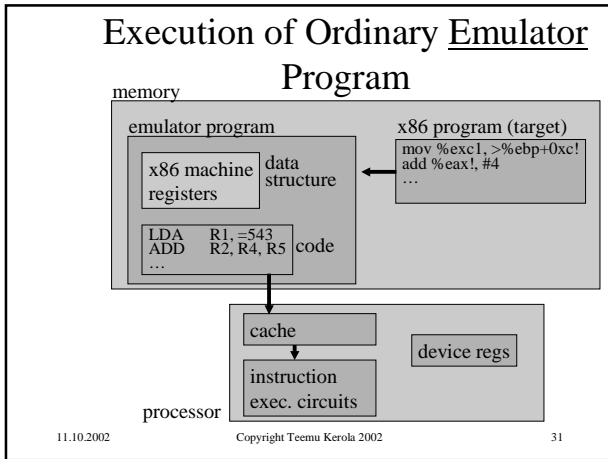 Execution of Ordinary Emulator
Program
memory
emulator program
x86 machine
registers
data
structure
LDA R1, =543
ADD R2, R4, R5
…
code
x86 program (target)
mov %exc1, >%ebp+0xc!
add %eax!, #4
…
cache
instruction
exec. circuits
device regs
processor
11.10.2002
Copyright Teemu Kerola 2002
31